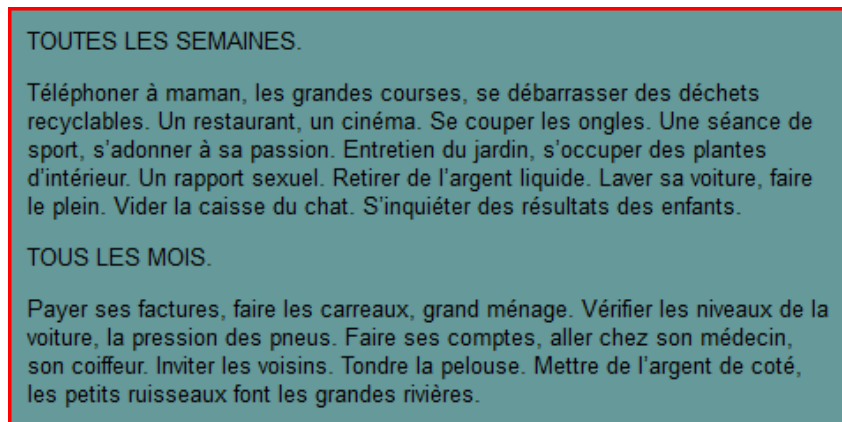 TOUTES LES SEMAINES.
Téléphoner à maman, les grandes courses, se débarrasser des déchets
recyclables. Un restaurant, un cinéma. Se couper les ongles. Une séance de
sport, s’adonner à sa passion. Entretien du jardin, s’occuper des plantes
d’intérieur. Un rapport sexuel. Retirer de l’argent liquide. Laver sa voiture, faire
le plein. Vider la caisse du chat. S’inquiéter des résultats des enfants.
TOUS LES MOIS.
Payer ses factures, faire les carreaux, grand ménage. Vérifier les niveaux de la
voiture, la pression des pneus. Faire ses comptes, aller chez son médecin,
son coiffeur. Inviter les voisins. Tondre la pelouse. Mettre de l’argent de coté,
les petits ruisseaux font les grandes rivières.